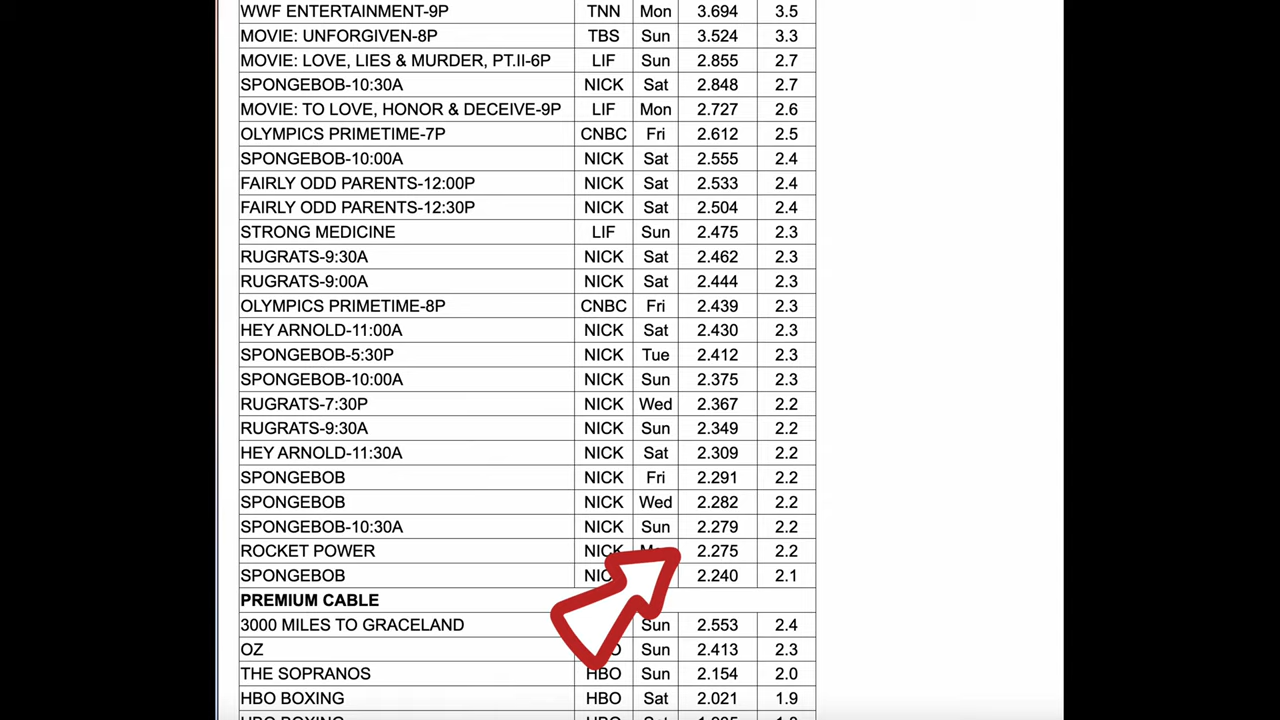 WWF ENTERTAINMENT-9P TNN Mon 3.694 3.5
MOVIE: UNFORGIVEN-8P TBS Sun 3.524 3.3
MOVIE: LOVE, LIES & MURDER, PT.II-6P LIF Sun 2.855 2.7
SPONGEBOB-10:30A NICK Sat 2.848 2.7
MOVIE: TO LOVE, HONOR & DECEIVE-9P LIF Mon 2.727 2.6
OLYMPICS PRIMETIME-7P CNBC Fri 2.612 2.5
SPONGEBOB-10:00A NICK Sat 2.555 2.4
FAIRLY ODD PARENTS-12:00P NICK Sat 2.533 2.4
FAIRLY ODD PARENTS-12:30P NICK Sat 2.504 2.4
STRONG MEDICINE LIF Sun 2.475 2.3
RUGRATS-9:30A NICK Sat 2.462 2.3
RUGRATS-9:00A NICK Sat 2.444 2.3
OLYMPICS PRIMETIME-8P CNBC Fri 2.439 2.3
HEY ARNOLD-11:00A NICK Sat 2.430 2.3
SPONGEBOB-5:30P NICK Tue 2.412 2.3
SPONGEBOB-10:00A NICK Sun 2.375 2.3
RUGRATS-7:30P NICK Wed 2.367 2.2
RUGRATS-9:30A NICK Sun 2.349 2.2
HEY ARNOLD-11:30A NICK Sat 2.309 2.2
SPONGEBOB NICK Fri 2.291 2.2
SPONGEBOB NICK Wed 2.282 2.2
SPONGEBOB-10:30A NICK Sun 2.279 2.2
ROCKET POWER NICK 2.275 2.2
SPONGEBOB 2.240 2.1
PREMIUM CABLE
3000 MILES TO GRACELAND Sun 2.553 2.4
OZ Sun 2.413 2.3
THE SOPRANOS HBO Sun 2.154 2.0
HBO BOXING HBO Sat 2.021 1.9
HBO BOXING HBO Sat